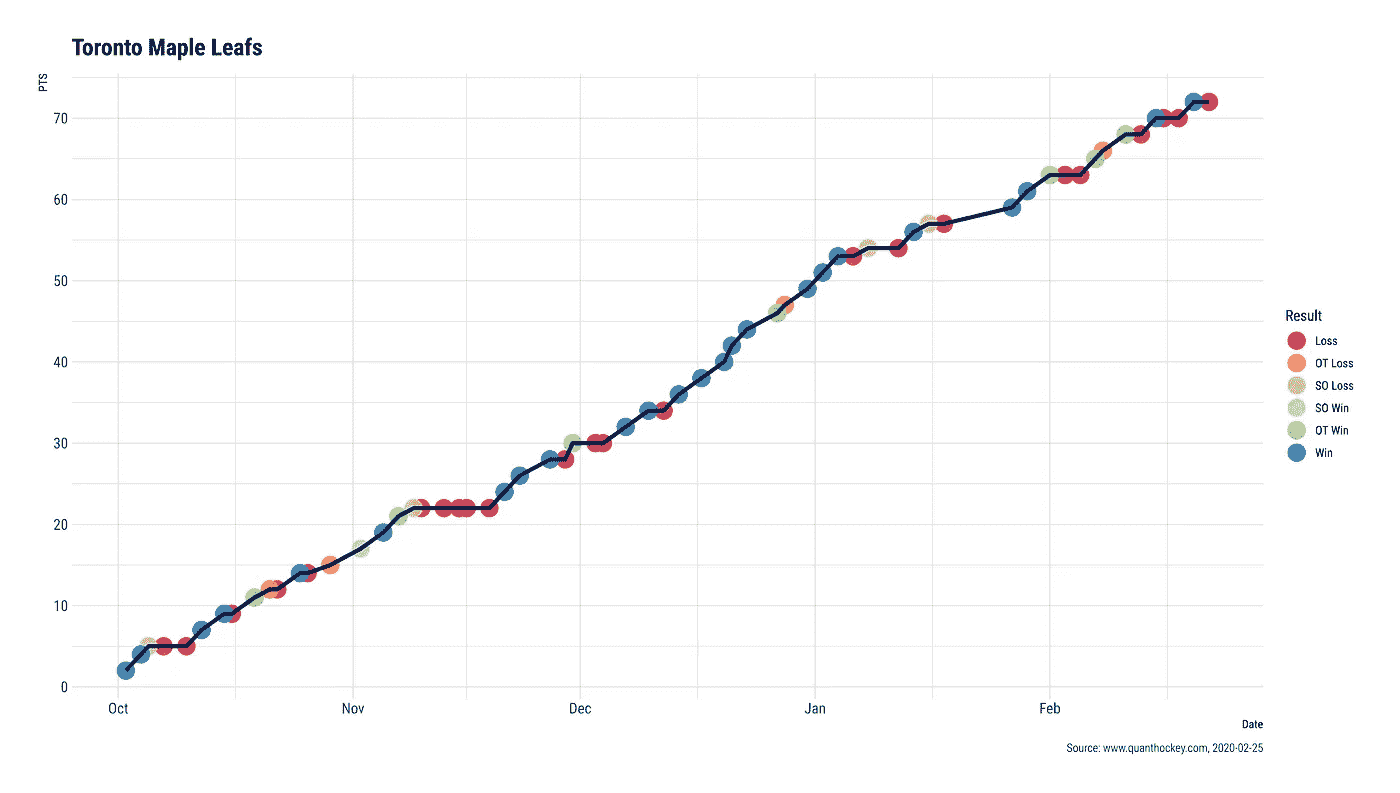 Toronto Maple Leafs
PTS
70
60
50
40
30
20
10
0
Oct
Nov
Dec
Jan
Feb
Date
Result
Loss
OT Loss
SO Loss
SO Win
OT Win
Win
Source: www.quanthockey.com, 2020-02-25